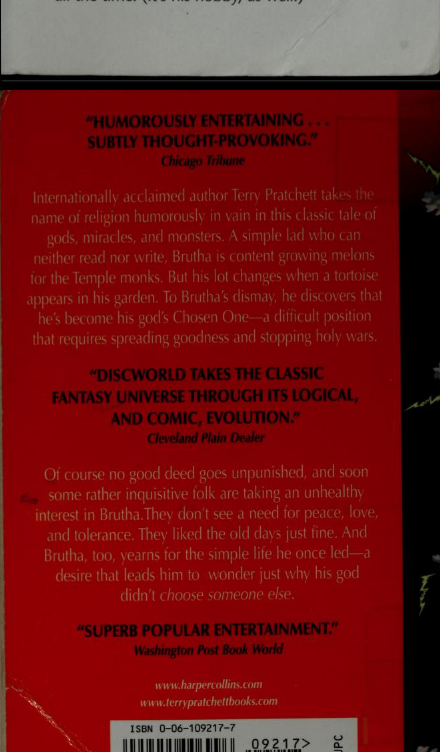 "HUMOROUSLY ENTERTAINING . . .
SUBTLY THOUGHT-PROVOKING."
Chicago Tribune
Internationally acclaimed author Terry Pratchett takes the
name of religion humorously in vain in this classic tale of
gods, miracles, and monsters. A simple lad who can
neither read nor write, Brutha is content growing melons
for the Temple monks. But his lot changes when a tortoise
appears in his garden. To Brutha's dismay, he discovers that
he's become his god's Chosen One—a difficult position
that requires spreading goodness and stopping holy wars.
"DISCWORLD TAKES THE CLASSIC
FANTASY UNIVERSE THROUGH ITS LOGICAL,
AND COMIC, EVOLUTION."
Cleveland Plain Dealer
Of course no good deed goes unpunished, and soon
some rather inquisitive folk are taking an unhealthy
interest in Brutha.They don't see a need for peace, love,
and tolerance. They liked the old days just fine. And
Brutha, too, yearns for the simple life he once led—a
desire that leads him to wonder just why his god
didn't choose someone else.
"SUPERB POPULAR ENTERTAINMENT."
Washington Post Book World
www.harpercollins.com
www.terrypratchettbooks.com
ISBN 0-06-109217-7
09217>
UPC